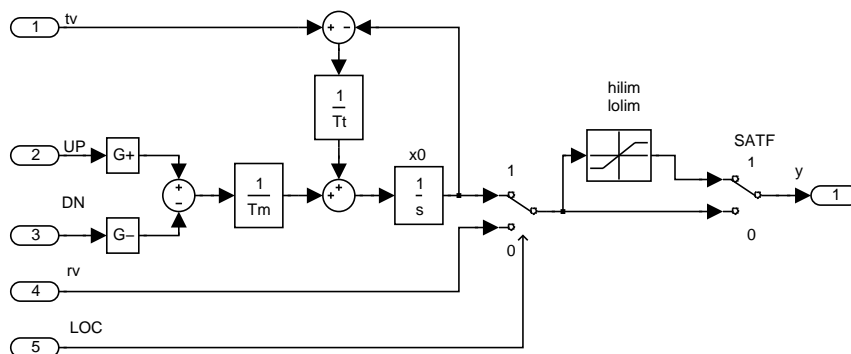 1
tv
+ −
1
Tt
hilim
lolim
SATF
2
UP
G+
x0
1
1
+
−
1
Tm
+ +
1
s
y
1
DN
3
G−
0
0
rv
4
LOC
5